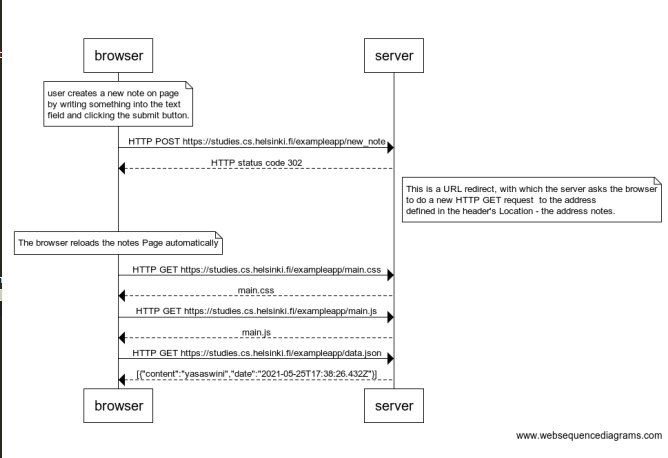 browser
server
user creates a new note on page
by writing something into the text
field and clicking the submit button.
HTTP POST https://studies.cs.helsinki.fi/exampleapp/new_note
HTTP status code 302
This is a URL redirect, with which the server asks the browser
to do a new HTTP GET request to the address
defined in the header's Location - the address notes.
The browser reloads the notes Page automatically
HTTP GET https://studies.cs.helsinki.fi/exampleapp/main.css
main.css
HTTP GET https://studies.cs.helsinki.fi/exampleapp/main.js
main.js
HTTP GET https://studies.cs.helsinki.fi/exampleapp/data.json
[{"content":"yasaswini","date":"2021-05-25T17:38:26.432Z"}]
browser
server
www.websequencediagrams.com